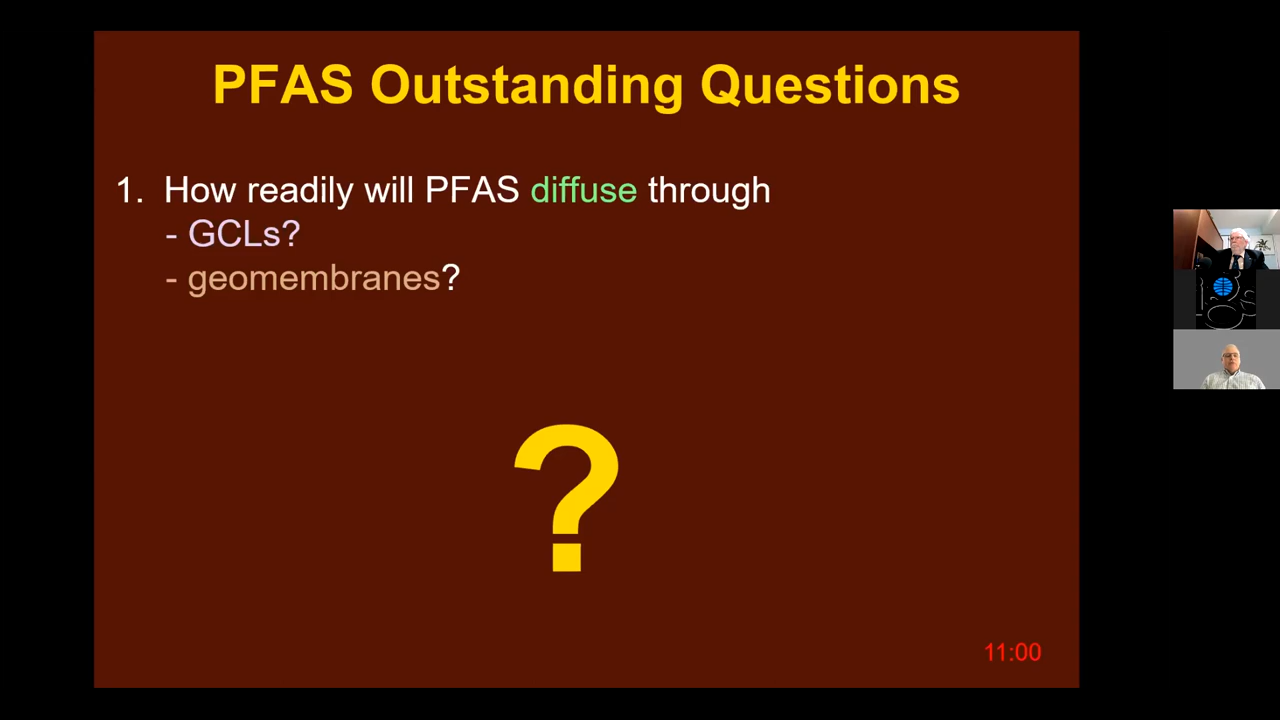 PFAS Outstanding Questions
1. How readily will PFAS diffuse through
- GCLs?
- geomembranes?
?
11:00